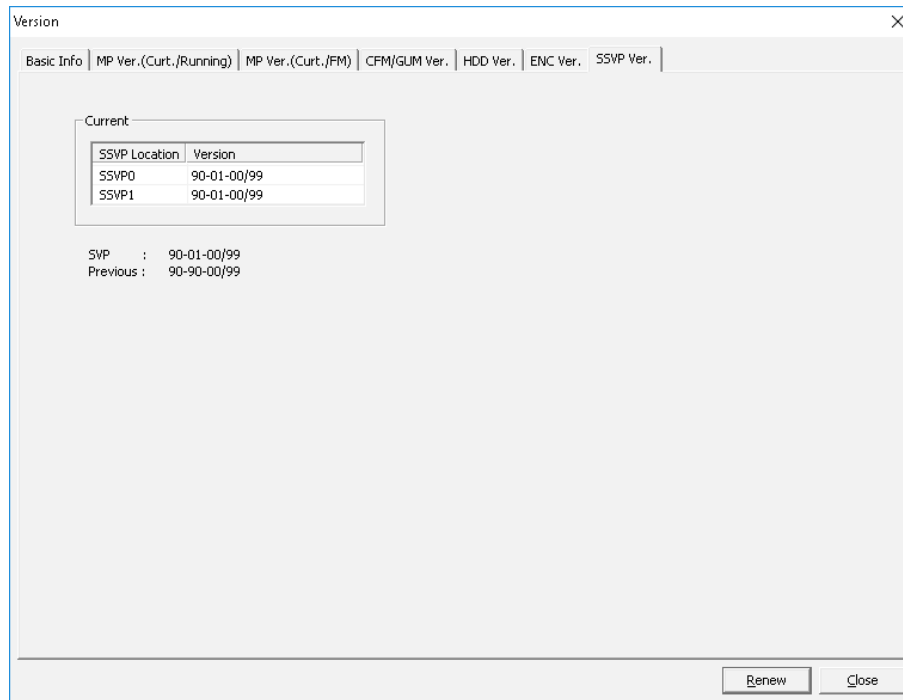 Version
Basic Info MP Ver.(Curt./Running) MP Ver.(Curt./FM) CFM/GUM Ver. HDD Ver. ENC Ver. SSVP Ver.
Current
SSVP Location Version
SSVP0 90-01-00/99
SSVP1 90-01-00/99
SVP : 90-01-00/99
Previous : 90-90-00/99
Renew Close